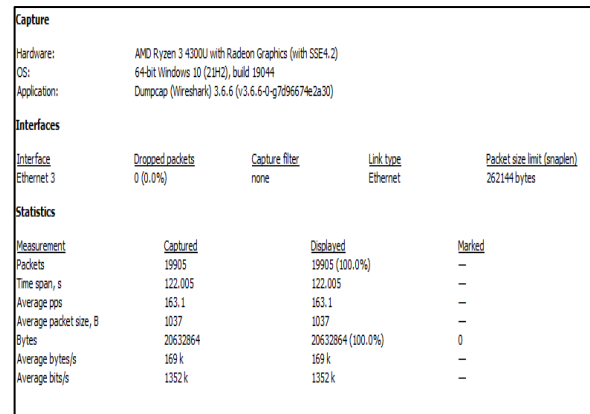 Capture
Hardware: AMD Ryzen 3 4300U with Radeon Graphics (with SSE4.2)
OS: 64-bit Windows 10 (21H2), build 19044
Application: Dumpcap (Wireshark) 3.6.6 (v3.6.6-0-g7d96674e2a30)
Interfaces
Interface Dropped packets Capture filter Link type Packet size limit (snaplen)
Ethernet 3 0 (0.0%) none Ethernet 262144 bytes
Statistics
Measurement Captured Displayed Marked
Packets 19905 19905 (100.0%) —
Time span, s 122.005 122.005 —
Average pps 163.1 163.1 —
Average packet size, B 1037 1037 —
Bytes 20632864 20632864 (100.0%) 0
Average bytes/s 169 k 169 k —
Average bits/s 1352 k 1352 k —